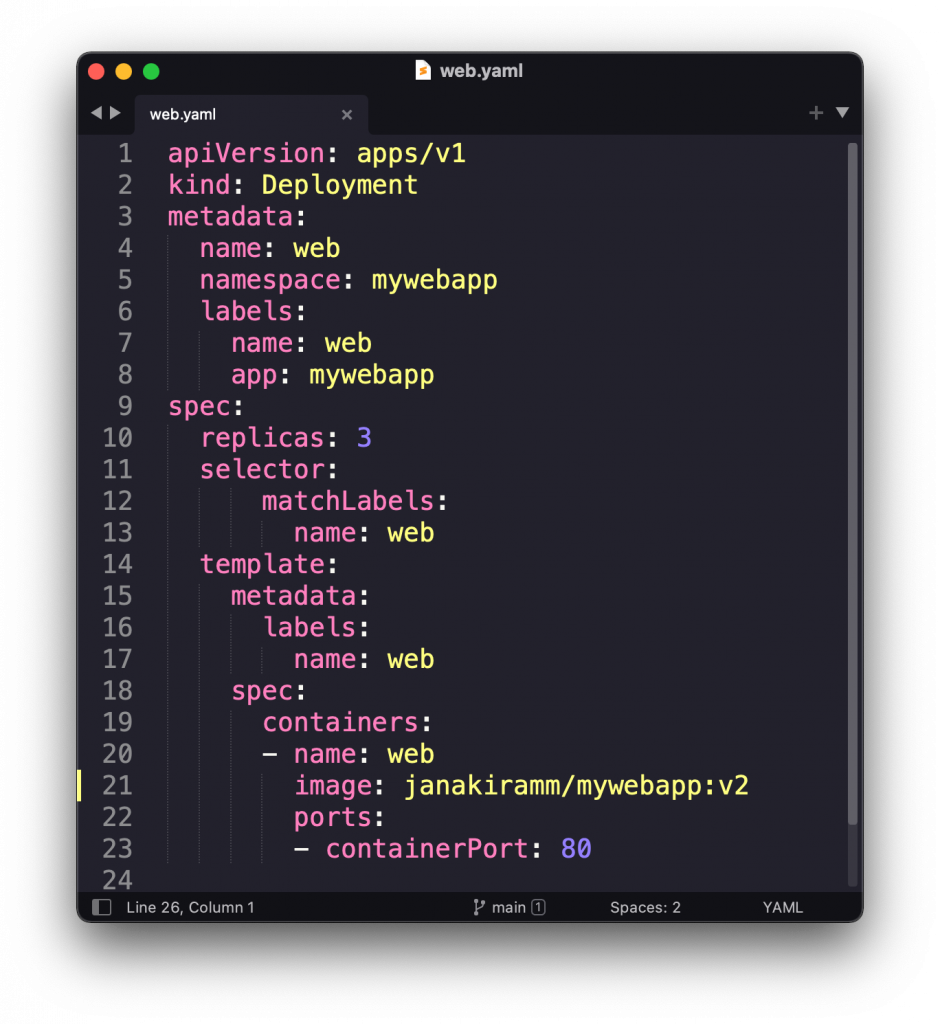 web.yaml
web.yaml
1 apiVersion: apps/v1
2 kind: Deployment
3 metadata:
4   name: web
5   namespace: mywebapp
6   labels:
7     name: web
8     app: mywebapp
9 spec:
10   replicas: 3
11   selector:
12       matchLabels:
13         name: web
14   template:
15     metadata:
16       labels:
17         name: web
18     spec:
19       containers:
20       - name: web
21         image: janakiramm/mywebapp:v2
22         ports:
23         - containerPort: 80
24
Line 26, Column 1 main 1 Spaces: 2 YAML